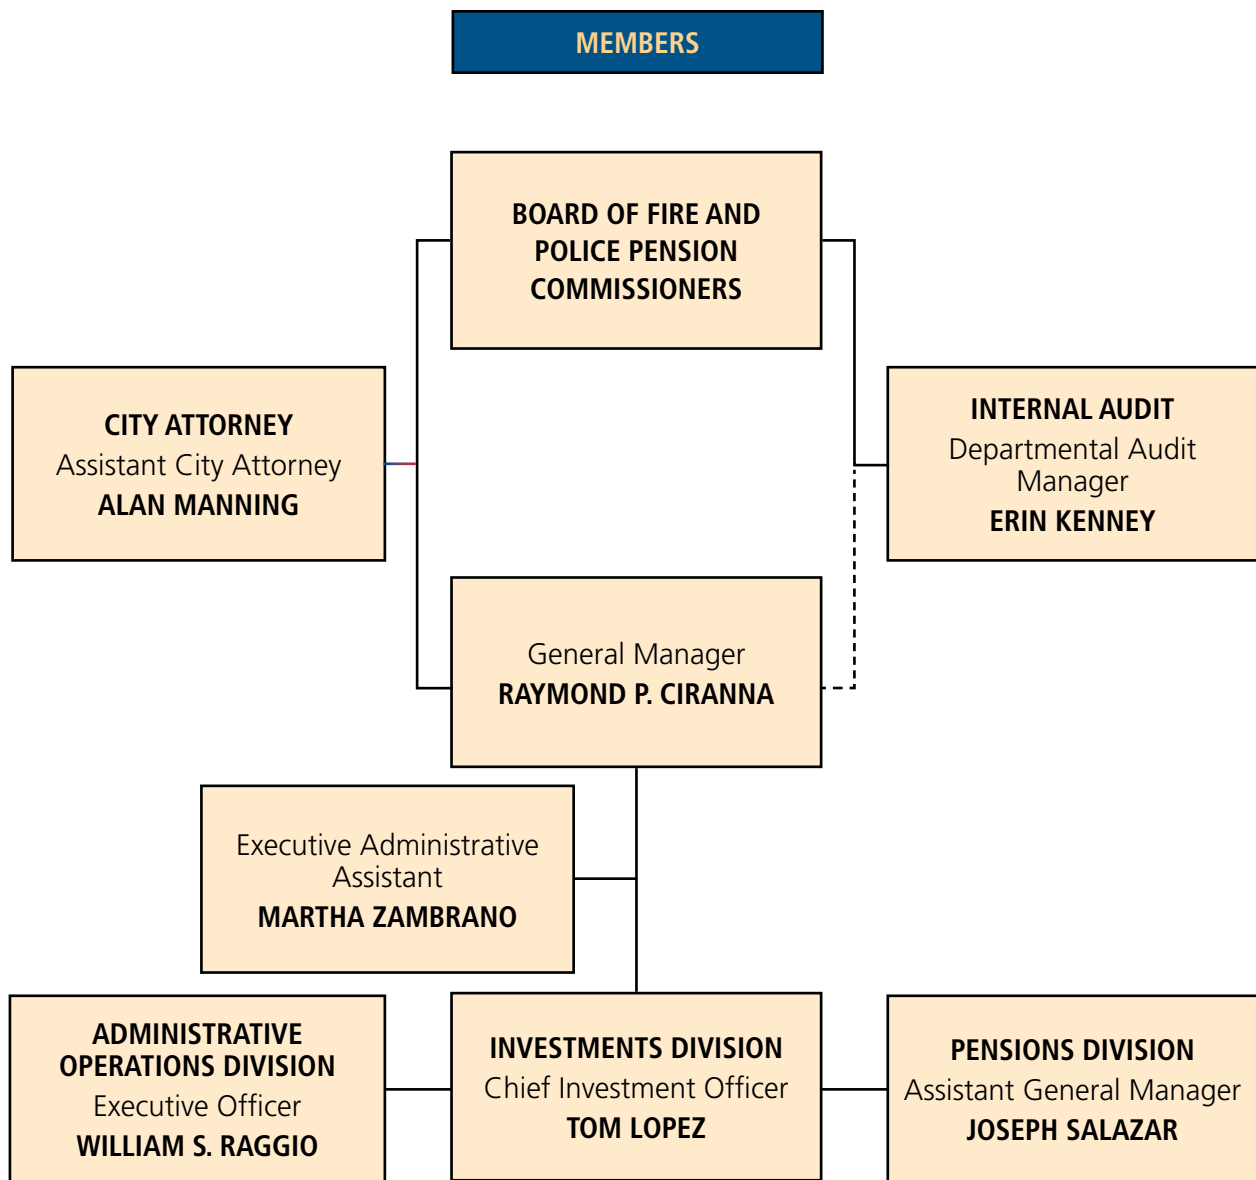 MEMBERS
BOARD OF FIRE AND
POLICE PENSION
COMMISSIONERS
CITY ATTORNEY
Assistant City Attorney
ALAN MANNING
INTERNAL AUDIT
Departmental Audit
Manager
ERIN KENNEY
General Manager
RAYMOND P. CIRANNA
Executive Administrative
Assistant
MARTHA ZAMBRANO
ADMINISTRATIVE
OPERATIONS DIVISION
Executive Officer
WILLIAM S. RAGGIO
INVESTMENTS DIVISION
Chief Investment Officer
TOM LOPEZ
PENSIONS DIVISION
Assistant General Manager
JOSEPH SALAZAR